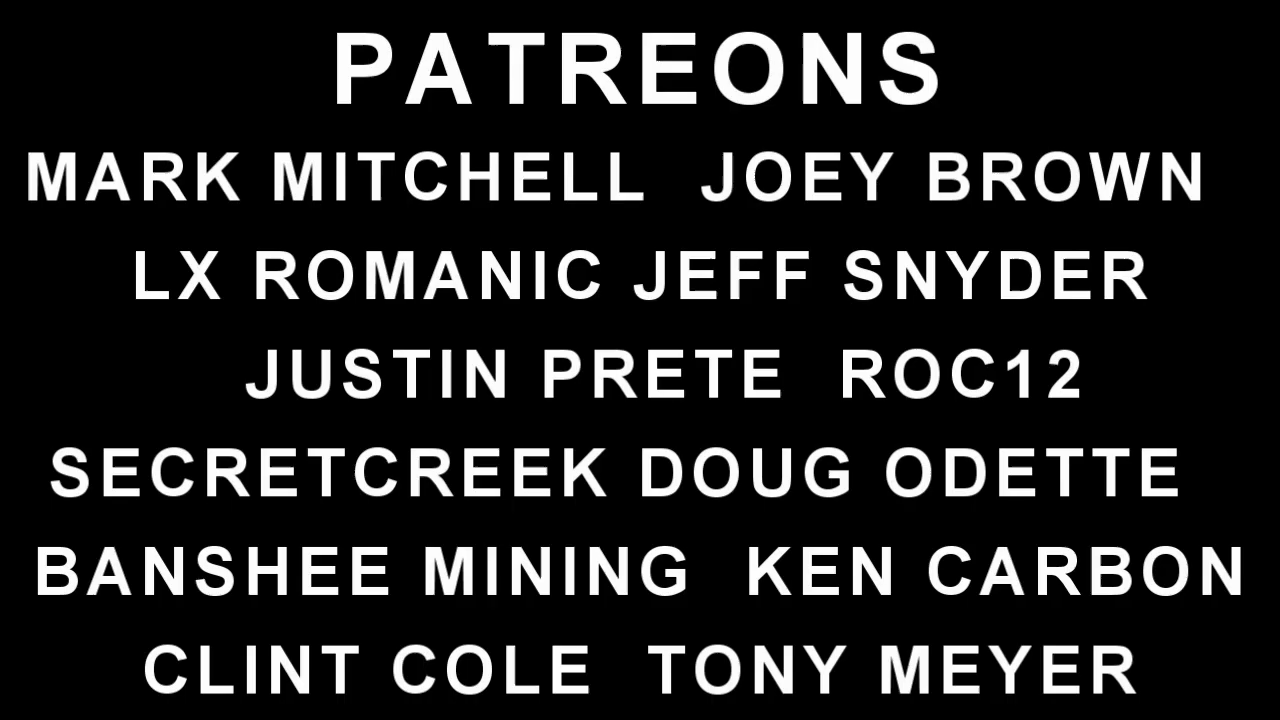 PATREONS
MARK MITCHELL  JOEY BROWN
LX ROMANIC JEFF SNYDER
JUSTIN PRETE  ROC12
SECRETCREEK DOUG ODETTE
BANSHEE MINING  KEN CARBON
CLINT COLE  TONY MEYER